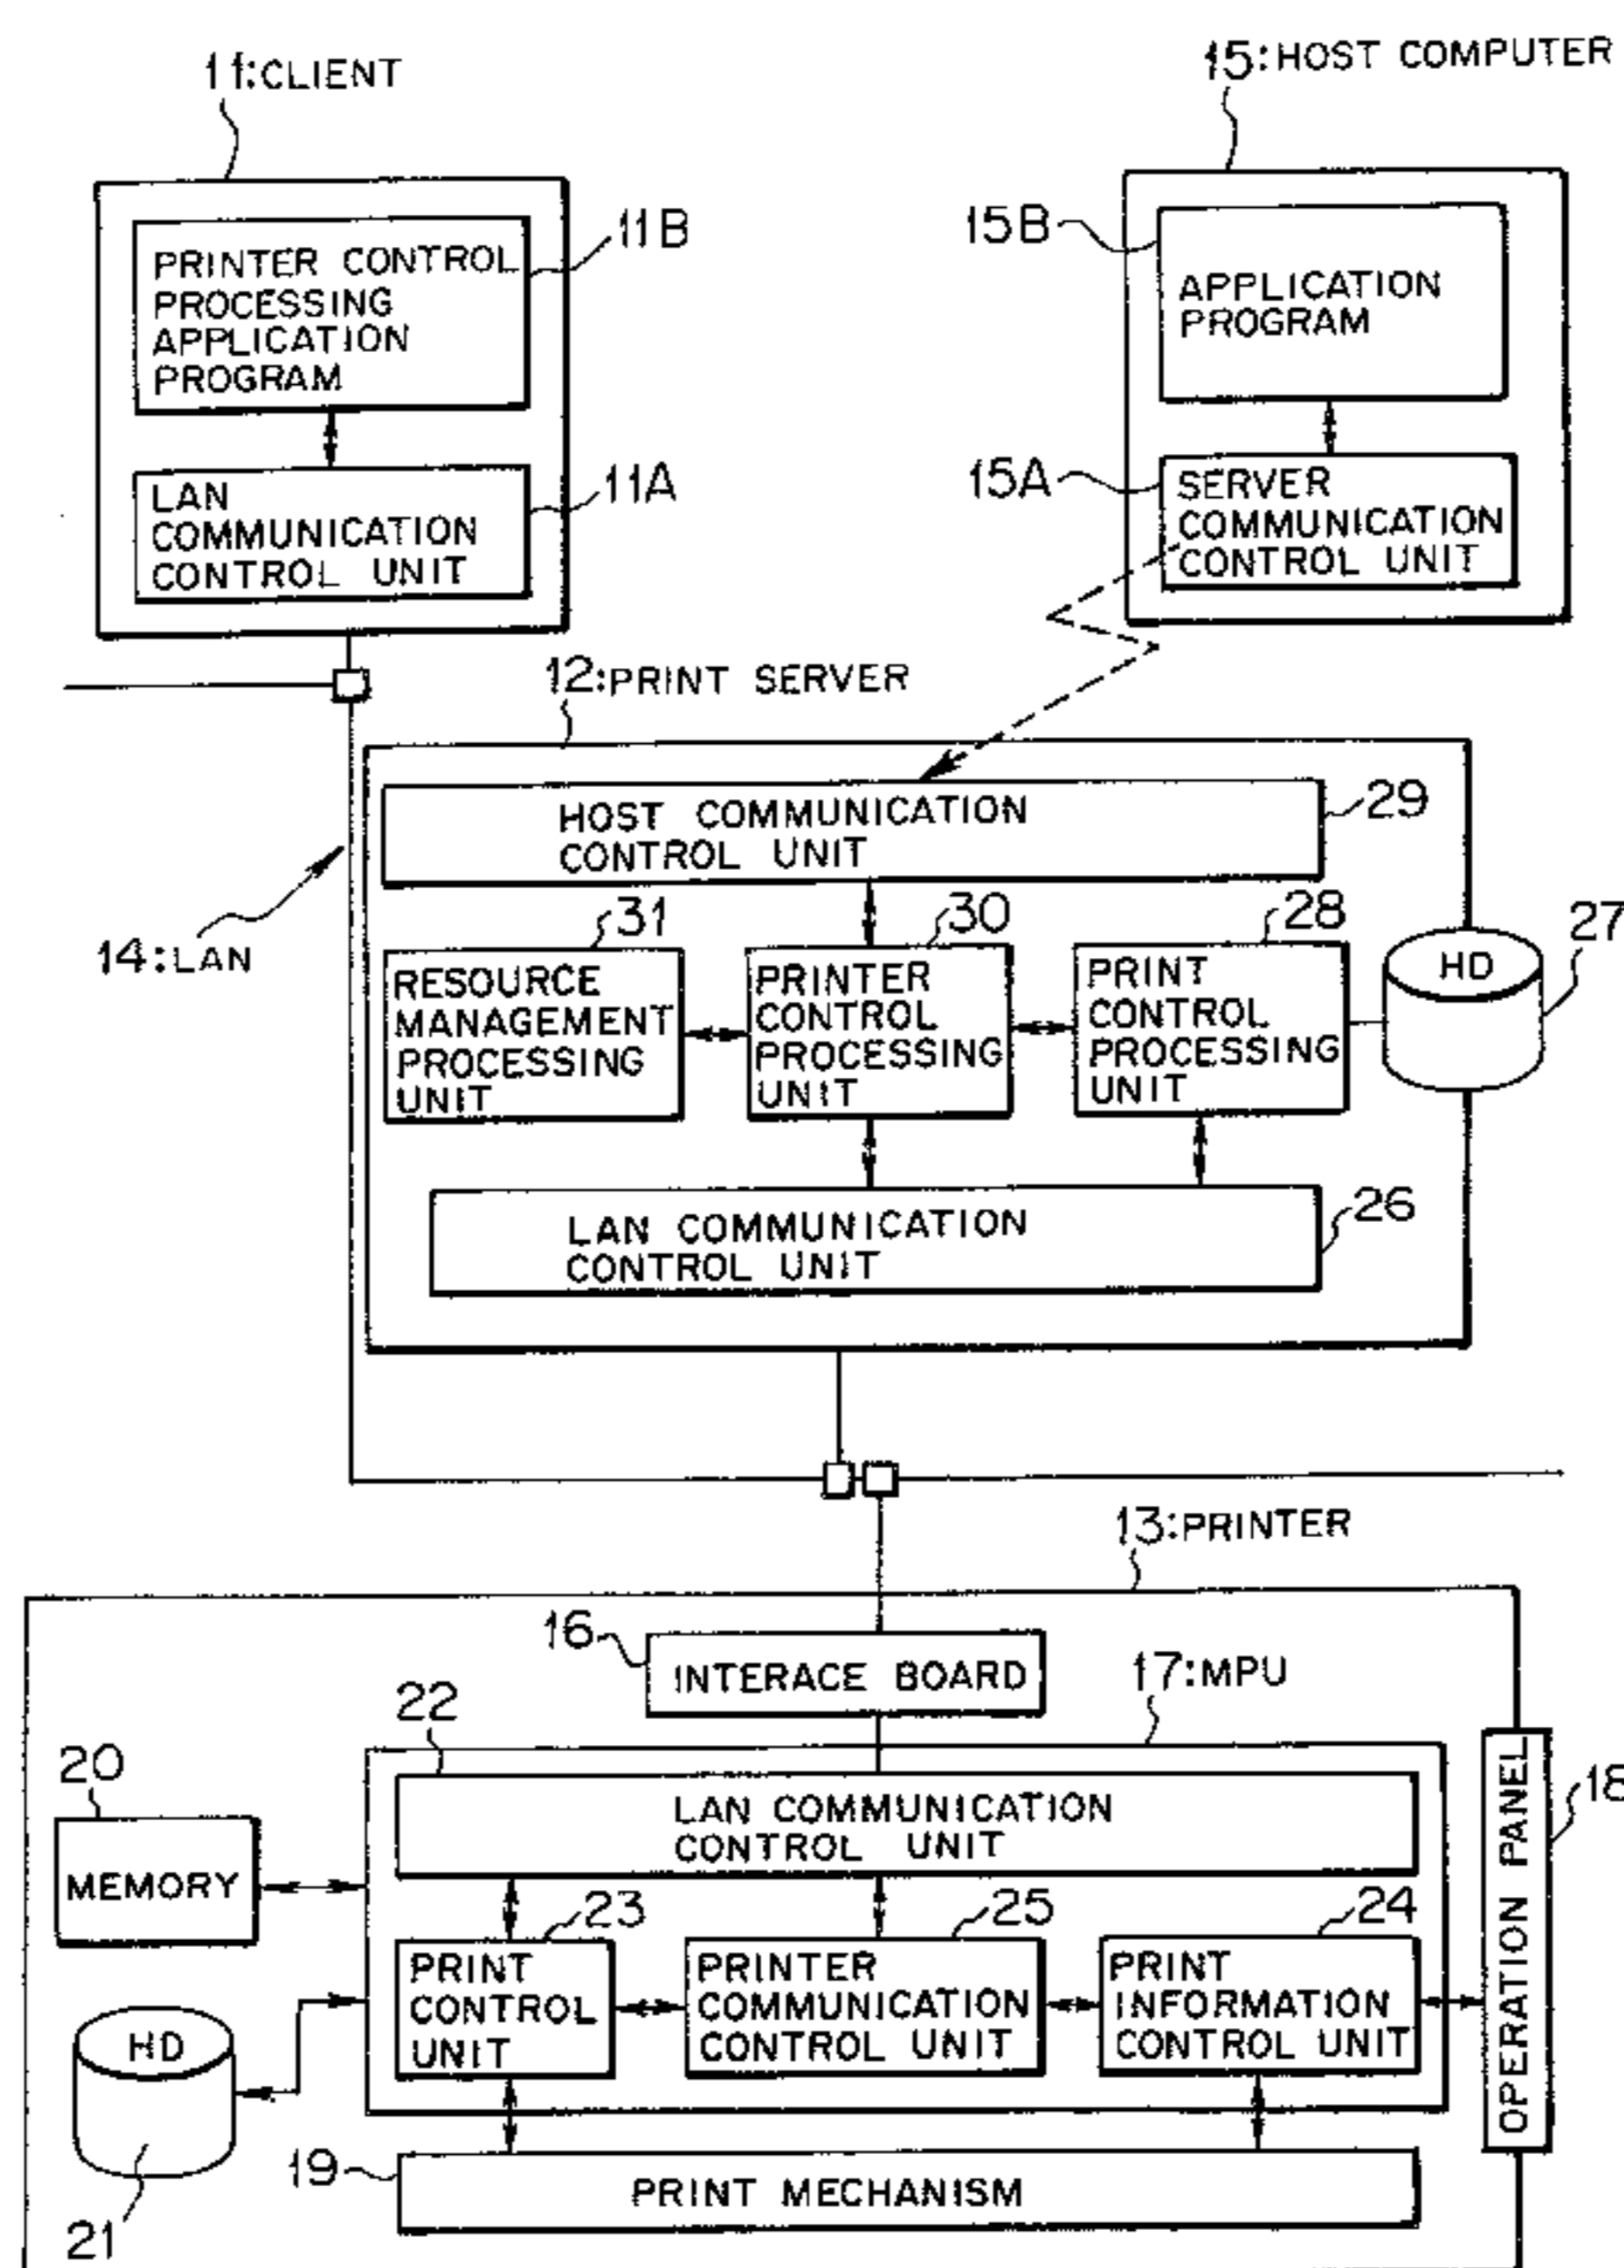 11:CLIENT
15:HOST COMPUTER
11B
PRINTER CONTROL
PROCESSING
APPLICATION
PROGRAM
15B
APPLICATION
PROGRAM
11A
LAN
COMMUNICATION
CONTROL UNIT
15A
SERVER
COMMUNICATION
CONTROL UNIT
12:PRINT SERVER
HOST COMMUNICATION
CONTROL UNIT
29
14:LAN
31
RESOURCE
MANAGEMENT
PROCESSING
UNIT
30
PRINTER
CONTROL
PROCESSING
UNIT
28
PRINT
CONTROL
PROCESSING
UNIT
HD
27
LAN COMMUNICATION
CONTROL UNIT
26
13:PRINTER
16
INTERACE BOARD
17:MPU
22
LAN COMMUNICATION
CONTROL UNIT
20
MEMORY
18
OPERATION PANEL
23
PRINT
CONTROL
UNIT
25
PRINTER
COMMUNICATION
CONTROL UNIT
24
PRINT
INFORMATION
CONTROL UNIT
HD
21
19
PRINT MECHANISM